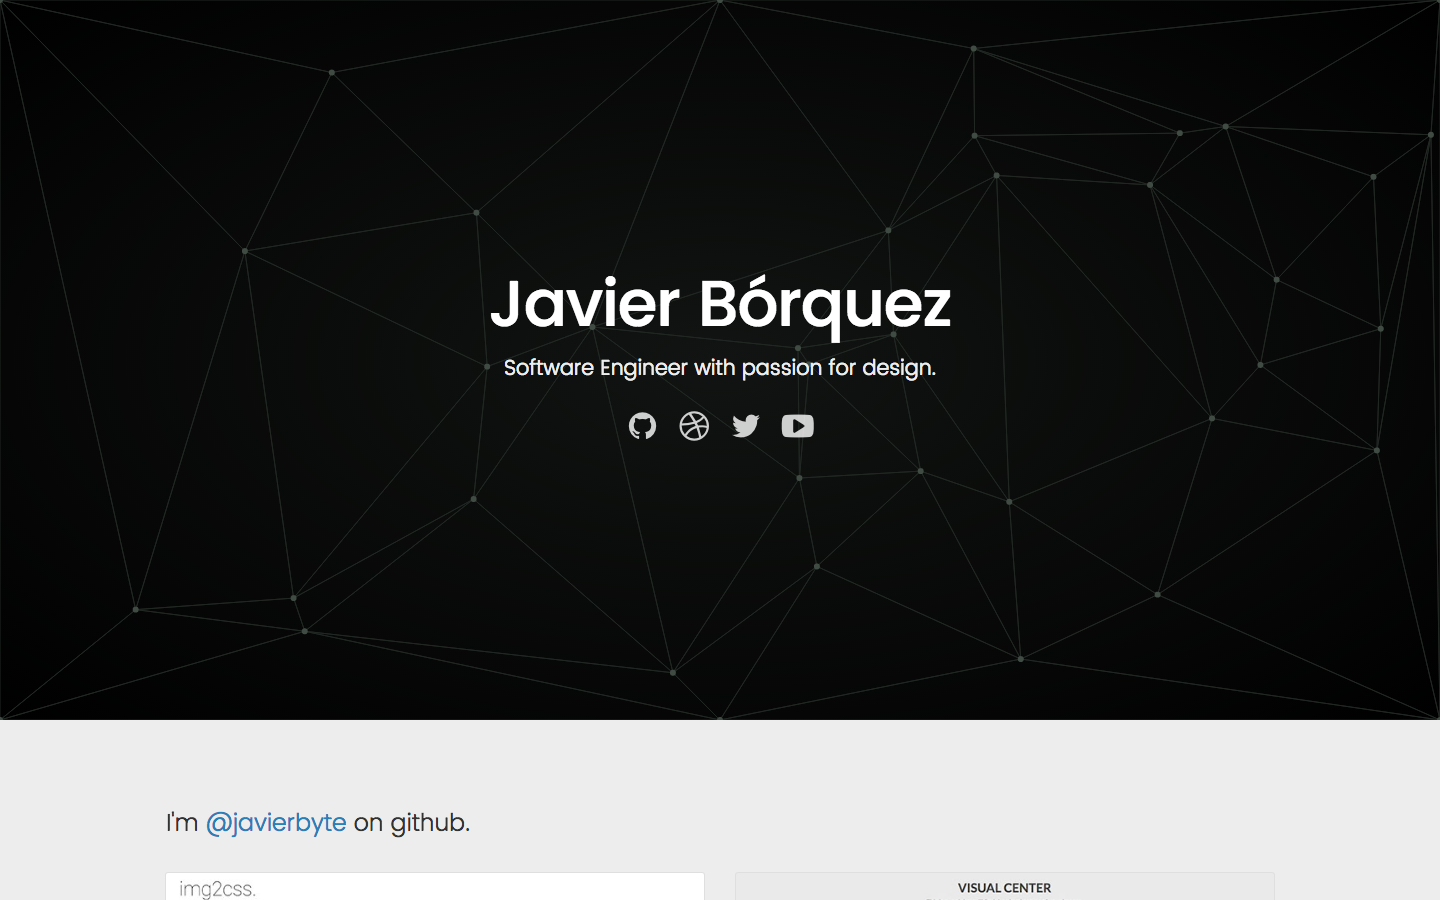 Javier Bórquez
Software Engineer with passion for design.
I'm @javierbyte on github.
img2css.
VISUAL CENTER